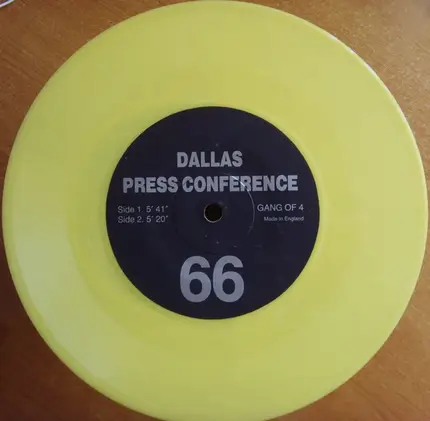 DALLAS
PRESS CONFERENCE
Side 1. 5' 41"
Side 2. 5' 20"
GANG OF 4
Made in England
66